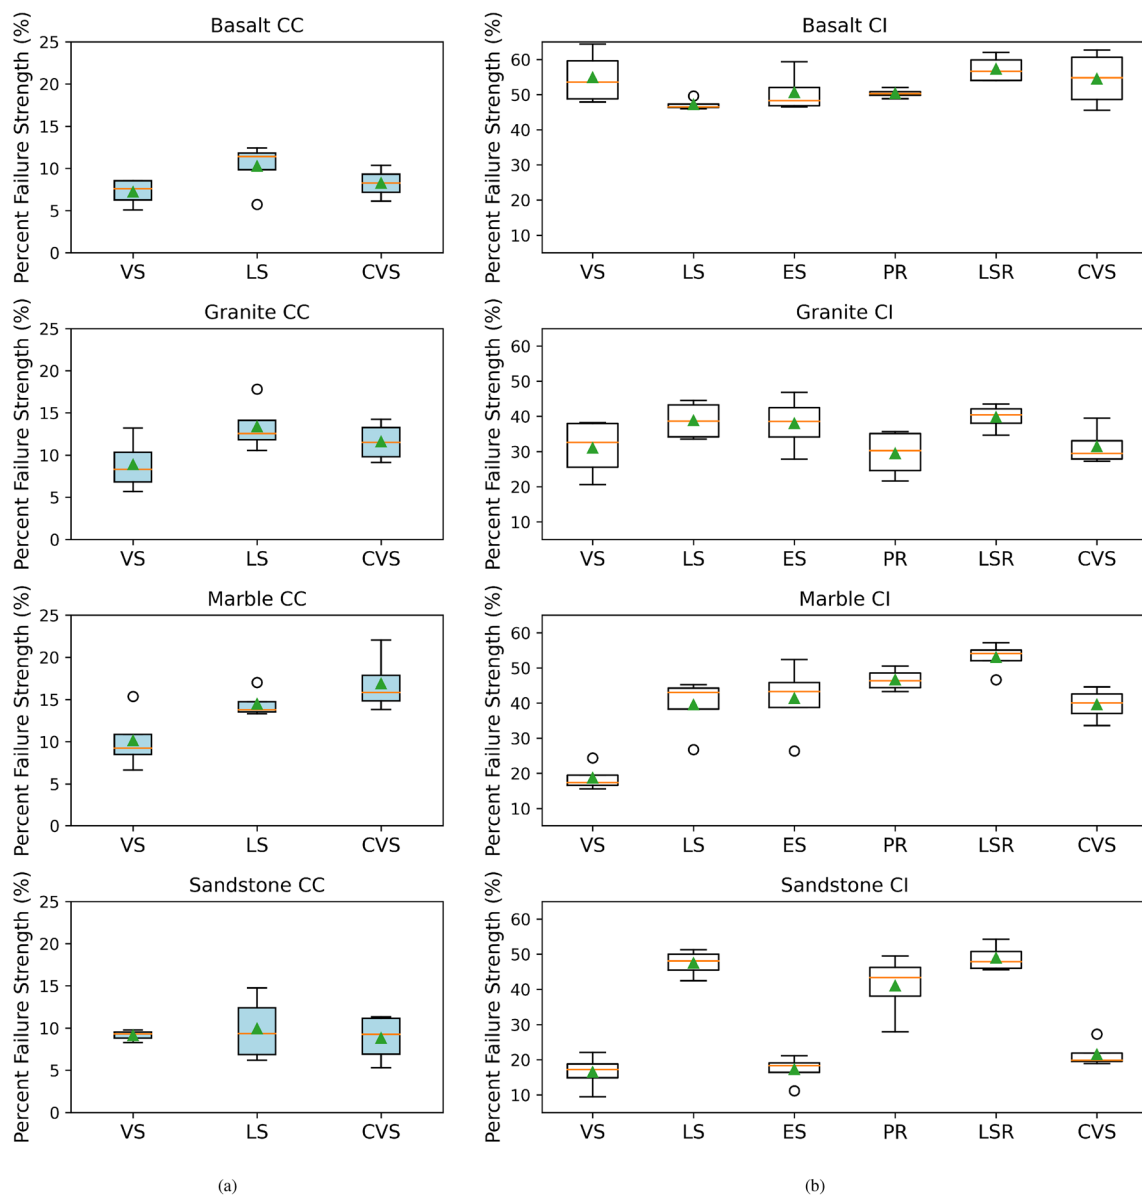 Basalt CC
Percent Failure Strength (%)
25
20
15
10
5
0
VS LS CVS
Basalt CI
Percent Failure Strength (%)
60
50
40
30
20
10
VS LS ES PR LSR CVS
Granite CC
Percent Failure Strength (%)
25
20
15
10
5
0
VS LS CVS
Granite CI
Percent Failure Strength (%)
60
50
40
30
20
10
VS LS ES PR LSR CVS
Marble CC
Percent Failure Strength (%)
25
20
15
10
5
0
VS LS CVS
Marble CI
Percent Failure Strength (%)
60
50
40
30
20
10
VS LS ES PR LSR CVS
Sandstone CC
Percent Failure Strength (%)
25
20
15
10
5
0
VS LS CVS
Sandstone CI
Percent Failure Strength (%)
60
50
40
30
20
10
VS LS ES PR LSR CVS
(a)
(b)